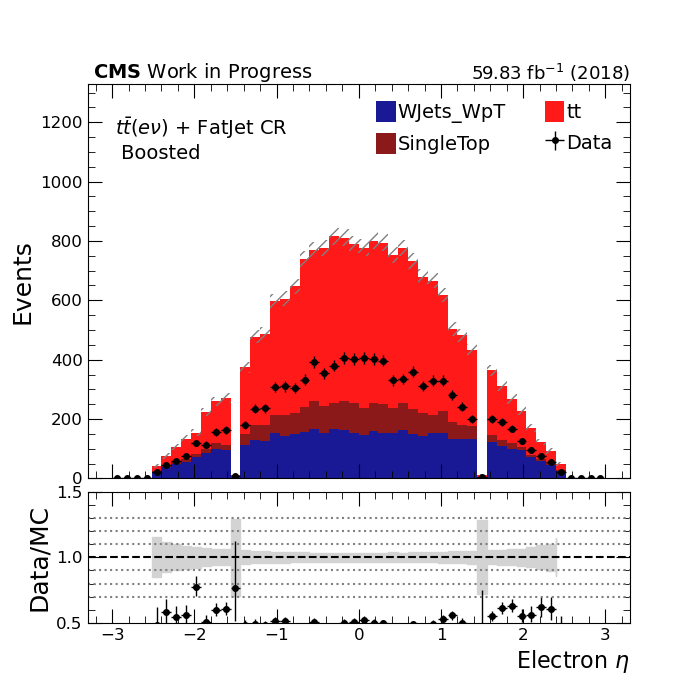 CMS Work in Progress 59.83 fb⁻¹ (2018)
tt̄(eν) + FatJet CR
Boosted
WJets_WpT tt
SingleTop Data
Events
1200
1000
800
600
400
200
0
Data/MC
1.5
1.0
0.5
−3 −2 −1 0 1 2 3
Electron η